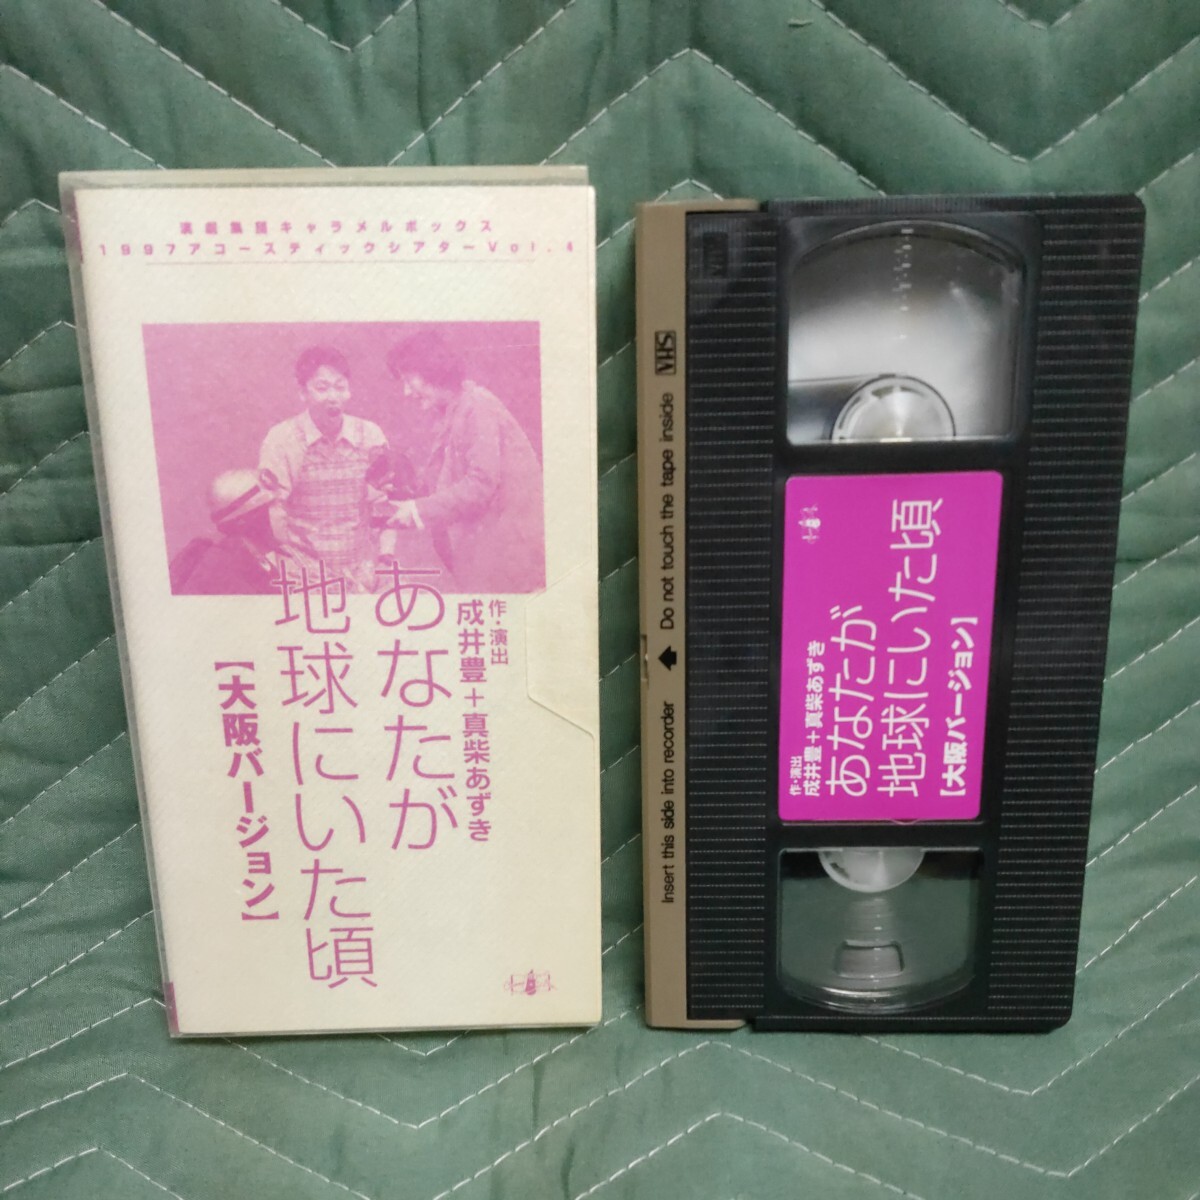 演劇集団キャラメルボックス
1997アコースティックシアターVol.4
作・演出
成井豊+真柴あずき
あなたが
地球にいた頃
【大阪バージョン】
VHS
Insert this side into recorder Do not touch the tape inside VHS
作・演出
成井豊+真柴あずき
あなたが
地球にいた頃
【大阪バージョン】